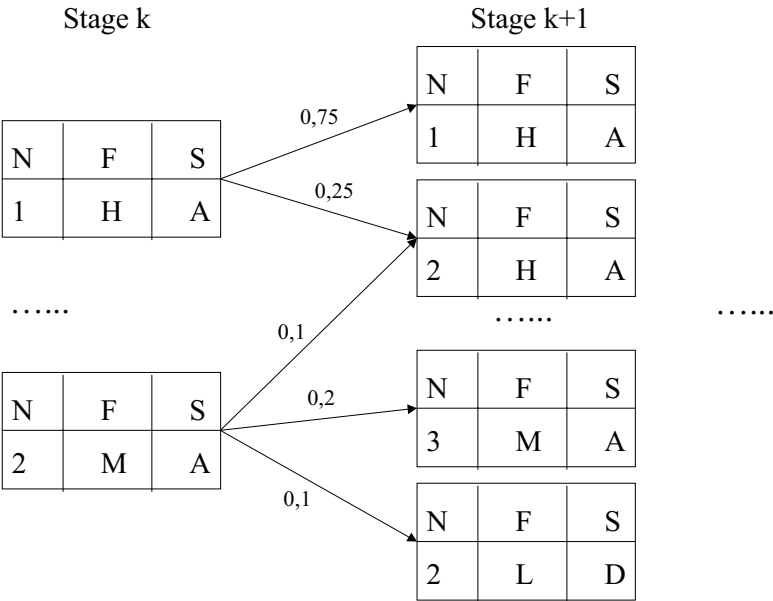 Stage k
Stage k+1
N F S
1 H A
…...
N F S
2 M A
0,75
0,25
0,1
0,2
0,1
N F S
1 H A
N F S
2 H A
…...
N F S
3 M A
N F S
2 L D
…...